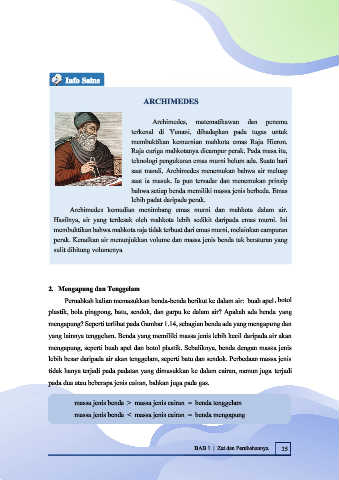 Info Sains
ARCHIMEDES
Archimedes, matematikawan dan penemu
terkenal di Yunani, dihadapkan pada tugas untuk
membuktikan kemurnian mahkota emas Raja Hieron.
Raja curiga mahkotanya dicampur perak. Pada masa itu,
teknologi pengukuran emas murni belum ada. Suatu hari
saat mandi, Archimedes menemukan bahwa air meluap
saat ia masuk. Ia pun tersadar dan menemukan prinsip
bahwa setiap benda memiliki massa jenis berbeda. Emas
lebih padat daripada perak.
Archimedes kemudian menimbang emas murni dan mahkota dalam air.
Hasilnya, air yang terdesak oleh mahkota lebih sedikit daripada emas murni. Ini
membuktikan bahwa mahkota raja tidak terbuat dari emas murni, melainkan campuran
perak. Kenaikan air menunjukkan volume dan massa jenis benda tak beraturan yang
sulit dihitung volumenya
2. Mengapung dan Tenggelam
Pernahkah kalian memasukkan benda-benda berikut ke dalam air: buah apel, botol
plastik, bola pingpong, batu, sendok, dan garpu ke dalam air? Apakah ada benda yang
mengapung? Seperti terlihat pada Gambar 1.14, sebagian benda ada yang mengapung dan
yang lainnya tenggelam. Benda yang memiliki massa jenis lebih kecil daripada air akan
mengapung, seperti buah apel dan botol plastik. Sebaliknya, benda dengan massa jenis
lebih besar daripada air akan tenggelam, seperti batu dan sendok. Perbedaan massa jenis
tidak hanya terjadi pada padatan yang dimasukkan ke dalam cairan, namun juga terjadi
pada dua atau beberapa jenis cairan, bahkan juga pada gas.
massa jenis benda > massa jenis cairan = benda tenggelam
massa jenis benda < massa jenis cairan = benda mengapung
BAB 1 | Zat dan Perubahannya 25